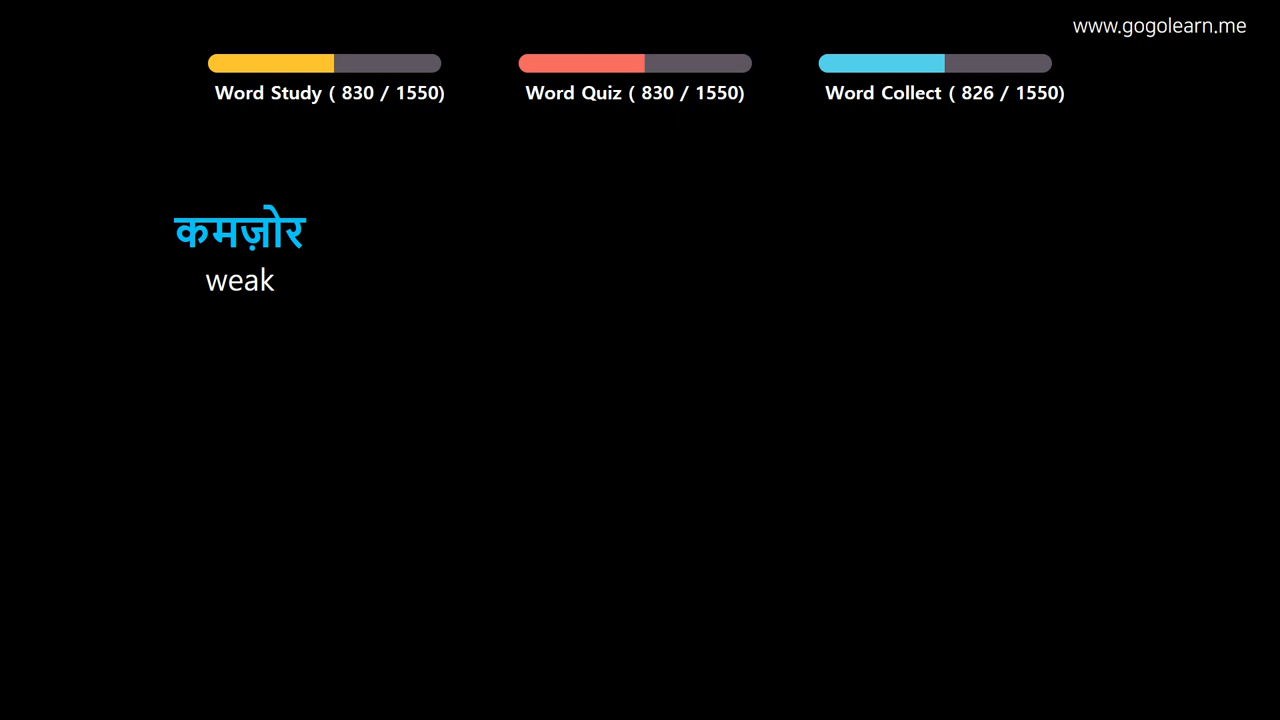 www.gogolearn.me
Word Study ( 830 / 1550)
Word Quiz ( 830 / 1550)
Word Collect ( 826 / 1550)
कमज़ोर
weak